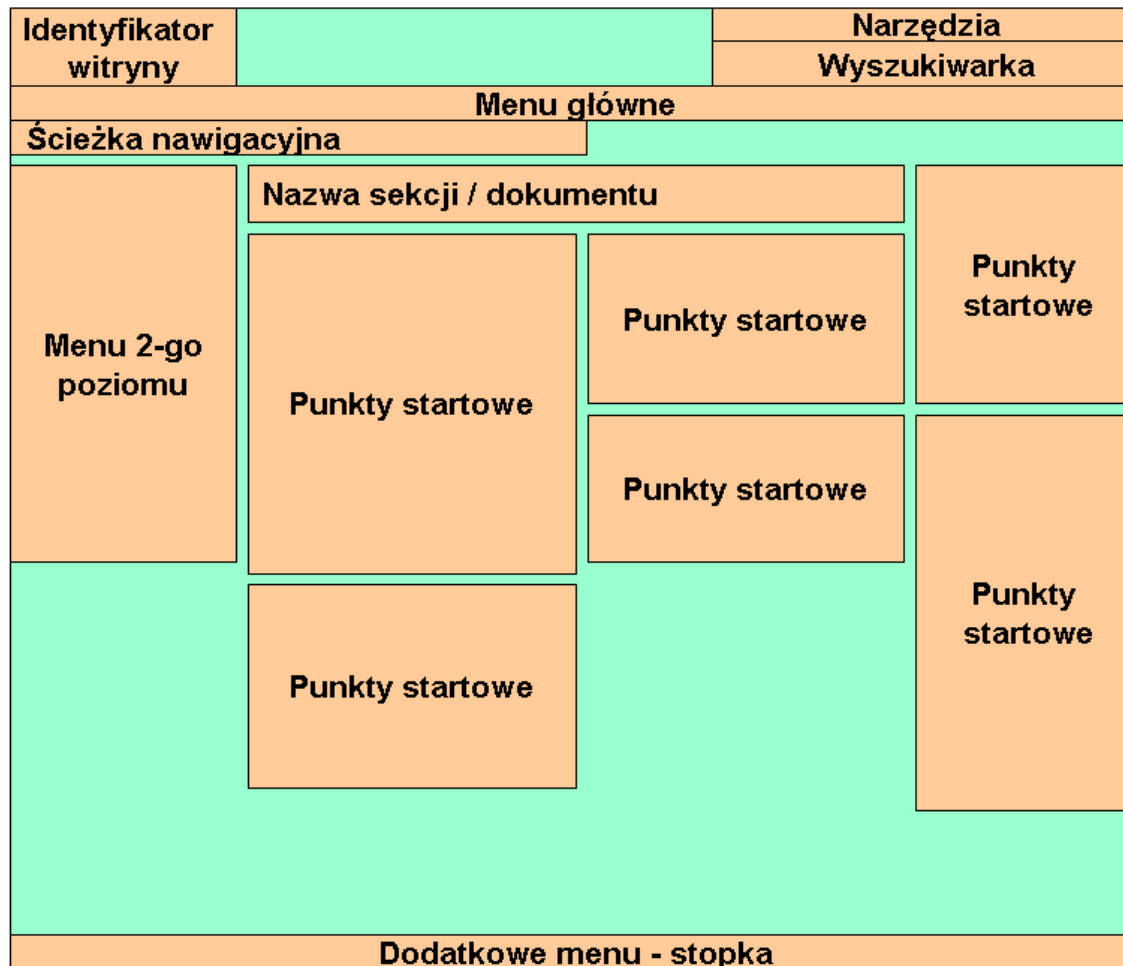 Identyfikator
witryny
Narzędzia
Wyszukiwarka
Menu główne
Ścieżka nawigacyjna
Menu 2-go
poziomu
Nazwa sekcji / dokumentu
Punkty startowe
Punkty startowe
Punkty startowe
Punkty startowe
Punkty
startowe
Punkty
startowe
Dodatkowe menu - stopka